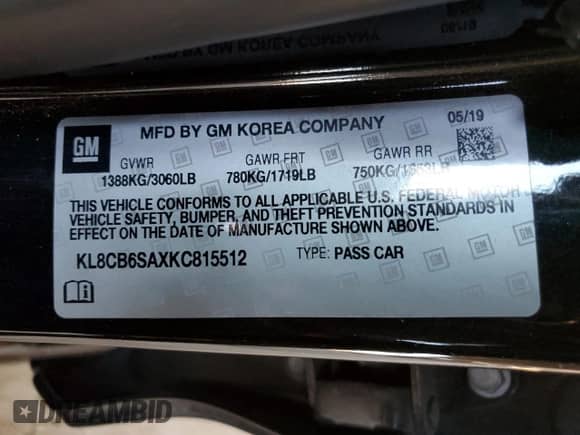 GM
MFD BY GM KOREA COMPANY
05/19
GVWR
GAWR FRT
GAWR RR
1388KG/3060LB
780KG/1719LB
750KG/1653LB
THIS VEHICLE CONFORMS TO ALL APPLICABLE U.S. FEDERAL MOTOR
VEHICLE SAFETY, BUMPER, AND THEFT PREVENTION STANDARDS
IN EFFECT ON THE DATE OF MANUFACTURE SHOWN ABOVE.
KL8CB6SAXKC815512
TYPE: PASS CAR
DREAMBID